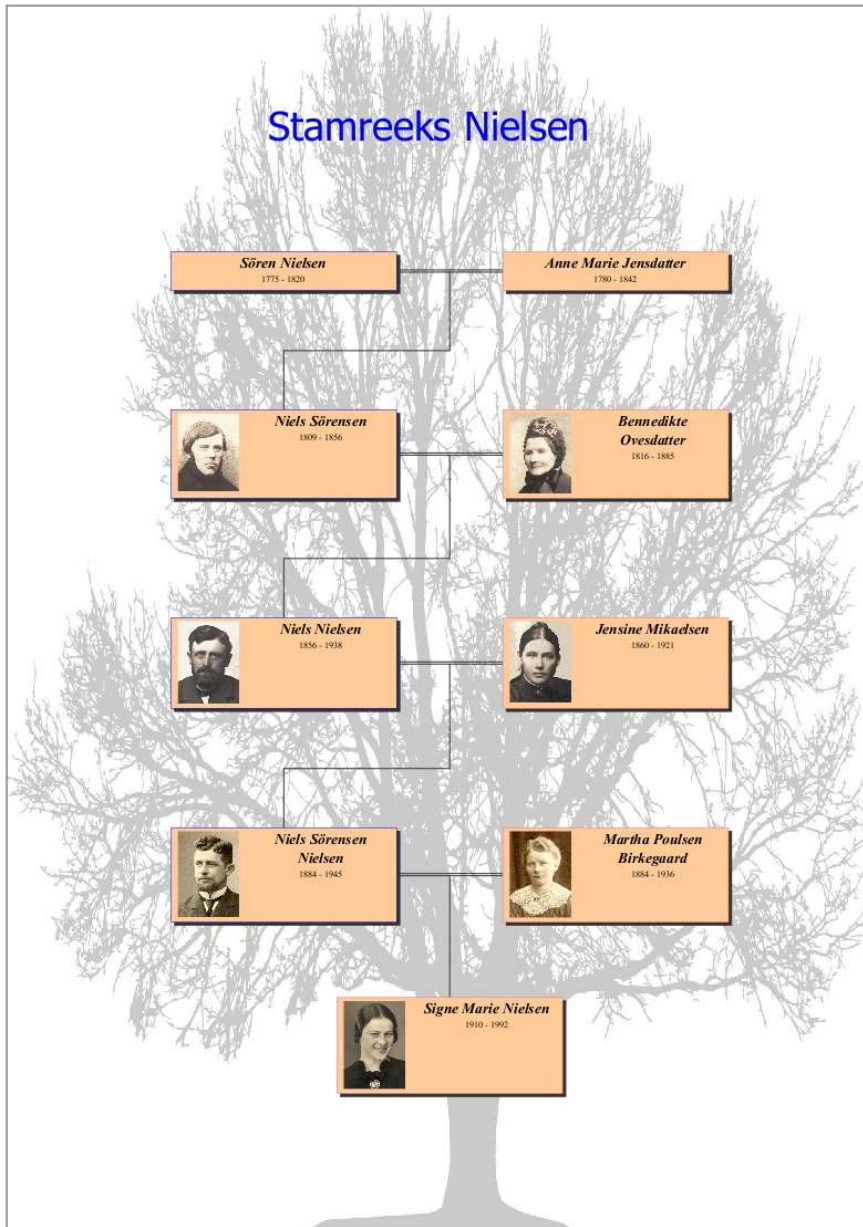 Stamreeks Nielsen
Sören Nielsen
1775 - 1820
Anne Marie Jensdatter
1780 - 1842
Niels Sörensen
1809 - 1856
Bennedikte
Ovesdatter
1816 - 1885
Niels Nielsen
1856 - 1938
Jensine Mikaelsen
1860 - 1921
Niels Sörensen
Nielsen
1884 - 1945
Martha Poulsen
Birkegaard
1884 - 1936
Signe Marie Nielsen
1910 - 1992